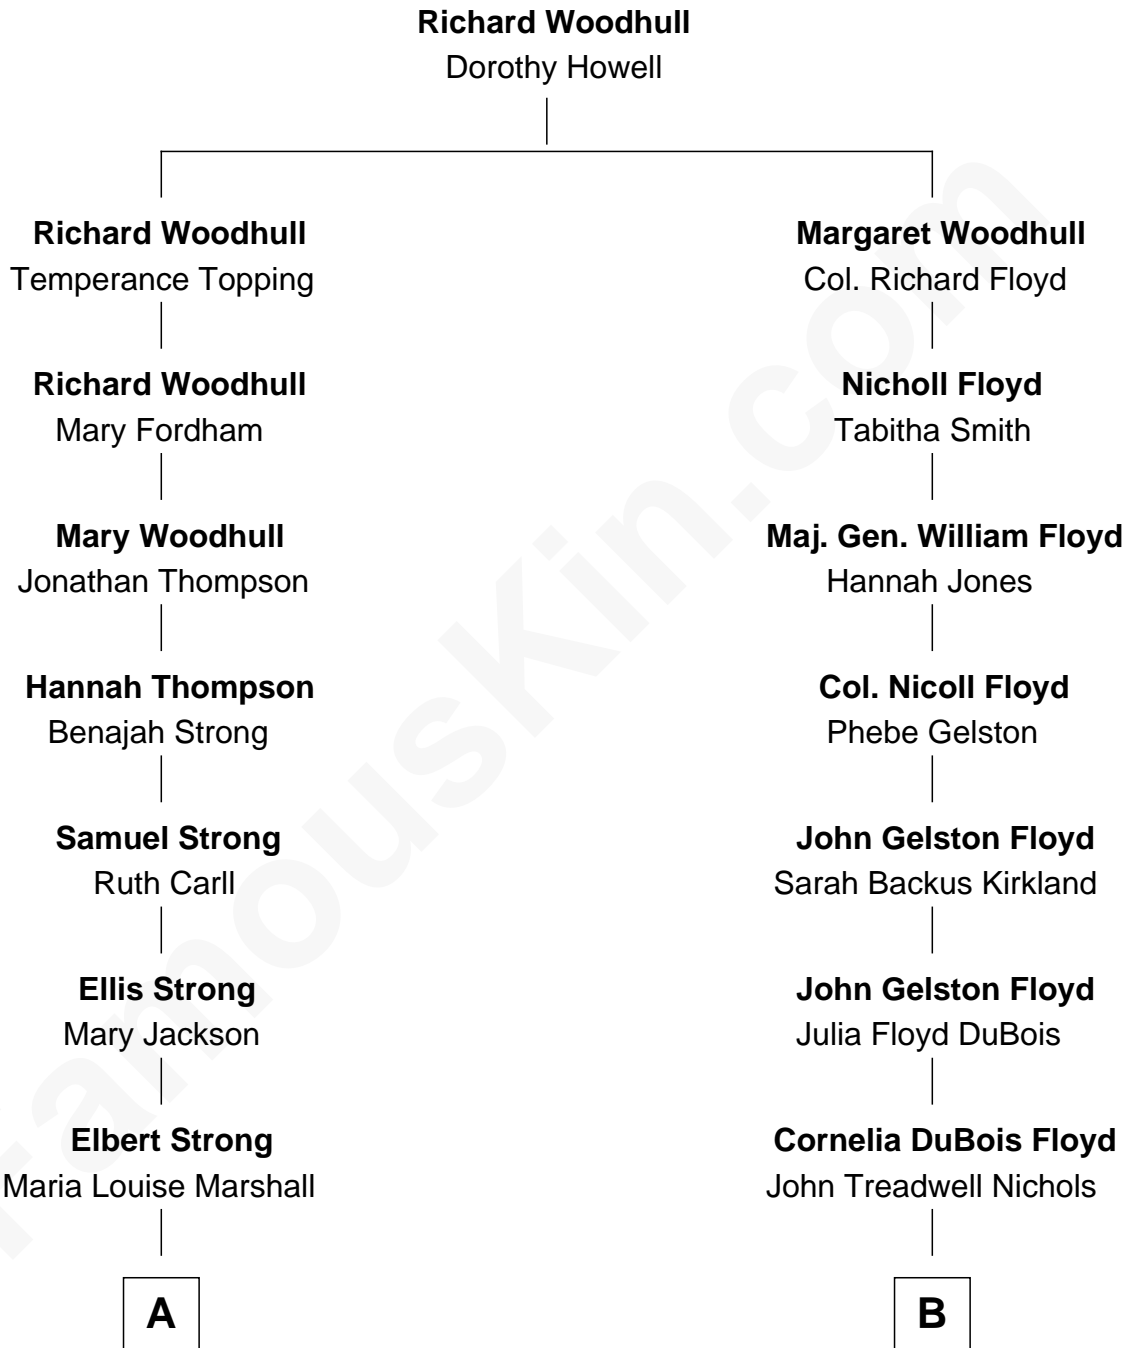 Richard Woodhull
Dorothy Howell
Richard Woodhull
Temperance Topping
Margaret Woodhull
Col. Richard Floyd
Richard Woodhull
Mary Fordham
Nicholl Floyd
Tabitha Smith
Mary Woodhull
Jonathan Thompson
Maj. Gen. William Floyd
Hannah Jones
Hannah Thompson
Benajah Strong
Col. Nicoll Floyd
Phebe Gelston
Samuel Strong
Ruth Carll
John Gelston Floyd
Sarah Backus Kirkland
Ellis Strong
Mary Jackson
John Gelston Floyd
Julia Floyd DuBois
Elbert Strong
Maria Louise Marshall
Cornelia DuBois Floyd
John Treadwell Nichols
A
B
FamousKin.com